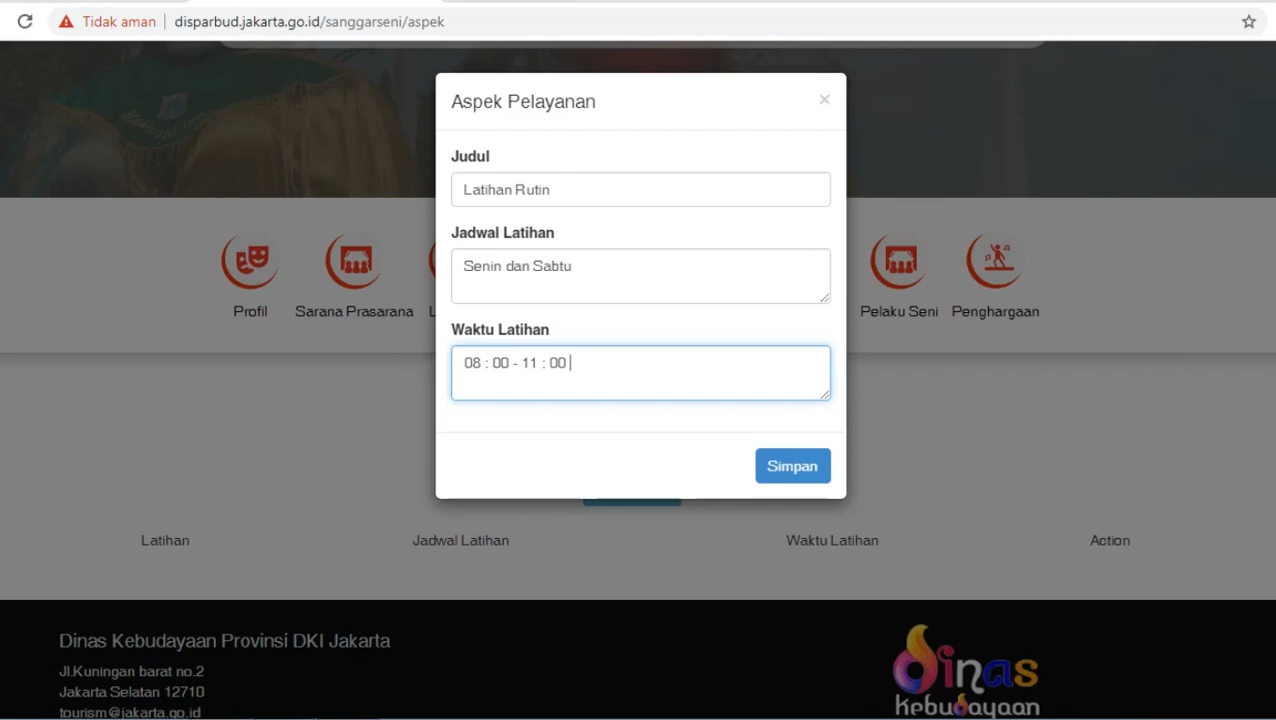 Tidak aman
disparbud.jakarta.go.id/sanggarseni/aspek
Aspek Pelayanan
×
Judul
Latihan Rutin
Jadwal Latihan
Senin dan Sabtu
Waktu Latihan
08 : 00 - 11 : 00
Simpan
Profil
Sarana Prasarana
Pelaku Seni
Penghargaan
Latihan
Jadwal Latihan
Waktu Latihan
Action
Dinas Kebudayaan Provinsi DKI Jakarta
Jl.Kuningan barat no.2
Jakarta Selatan 12710
tourism@jakarta.go.id
dinas
kebudayaan